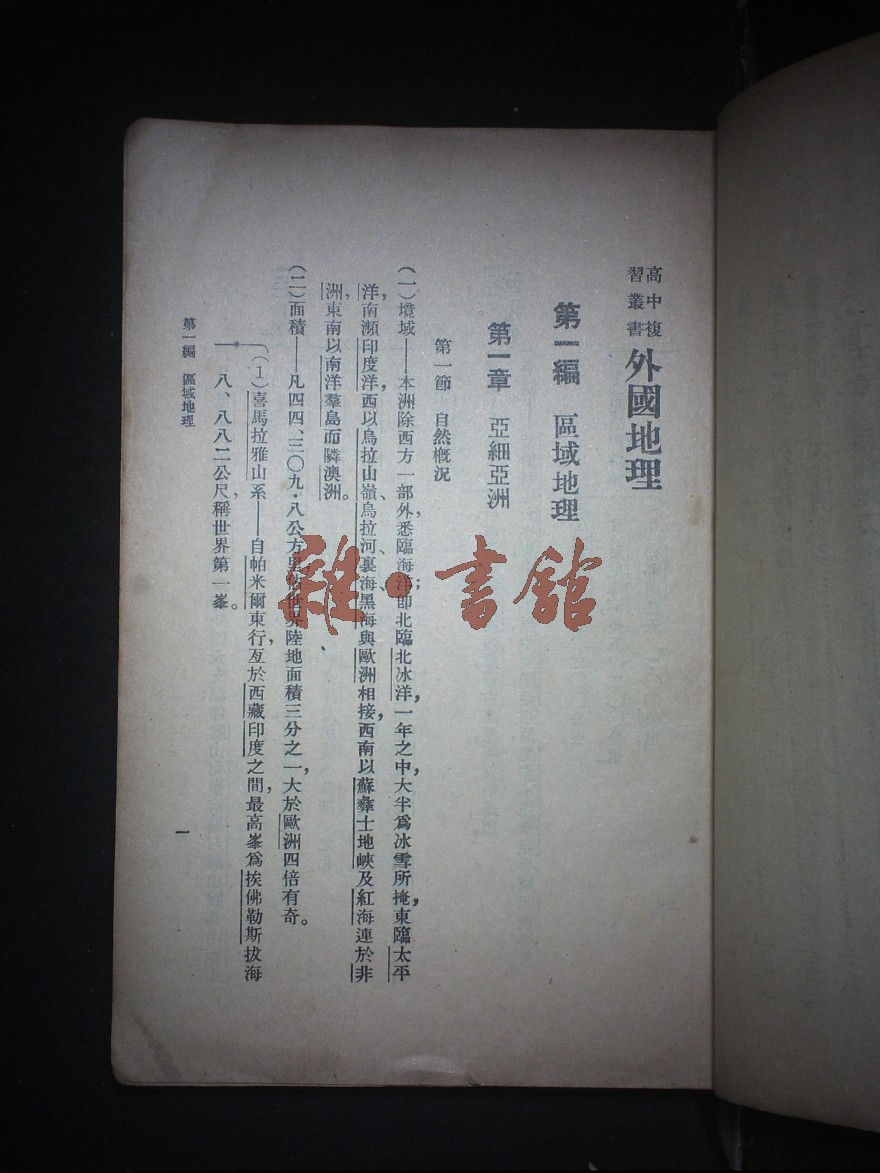 高中複習叢書 外國地理
第一編 區域地理
第一章 亞細亞洲
第一節 自然概況
(一)境域——本洲除西方一部外,悉臨海洋;卽北臨北冰洋,一年之中,大半爲冰雪所掩,東臨太平
洋,南瀕印度洋,西以烏拉山嶺、烏拉河、裏海、黑海與歐洲相接,西南以蘇彝士地峽及紅海連於非
洲,東南以南洋羣島而隣澳洲。
(二)面積——凡四四、三〇九・八公方里,世界陸地面積三分之一,大於歐洲四倍有奇。
(1)喜馬拉雅山系——自帕米爾東行,亙於西藏印度之間,最高峯爲挨佛勒斯拔海
八、八八二公尺,稱世界第一峯。
第一編 區域地理
一
雜・書館